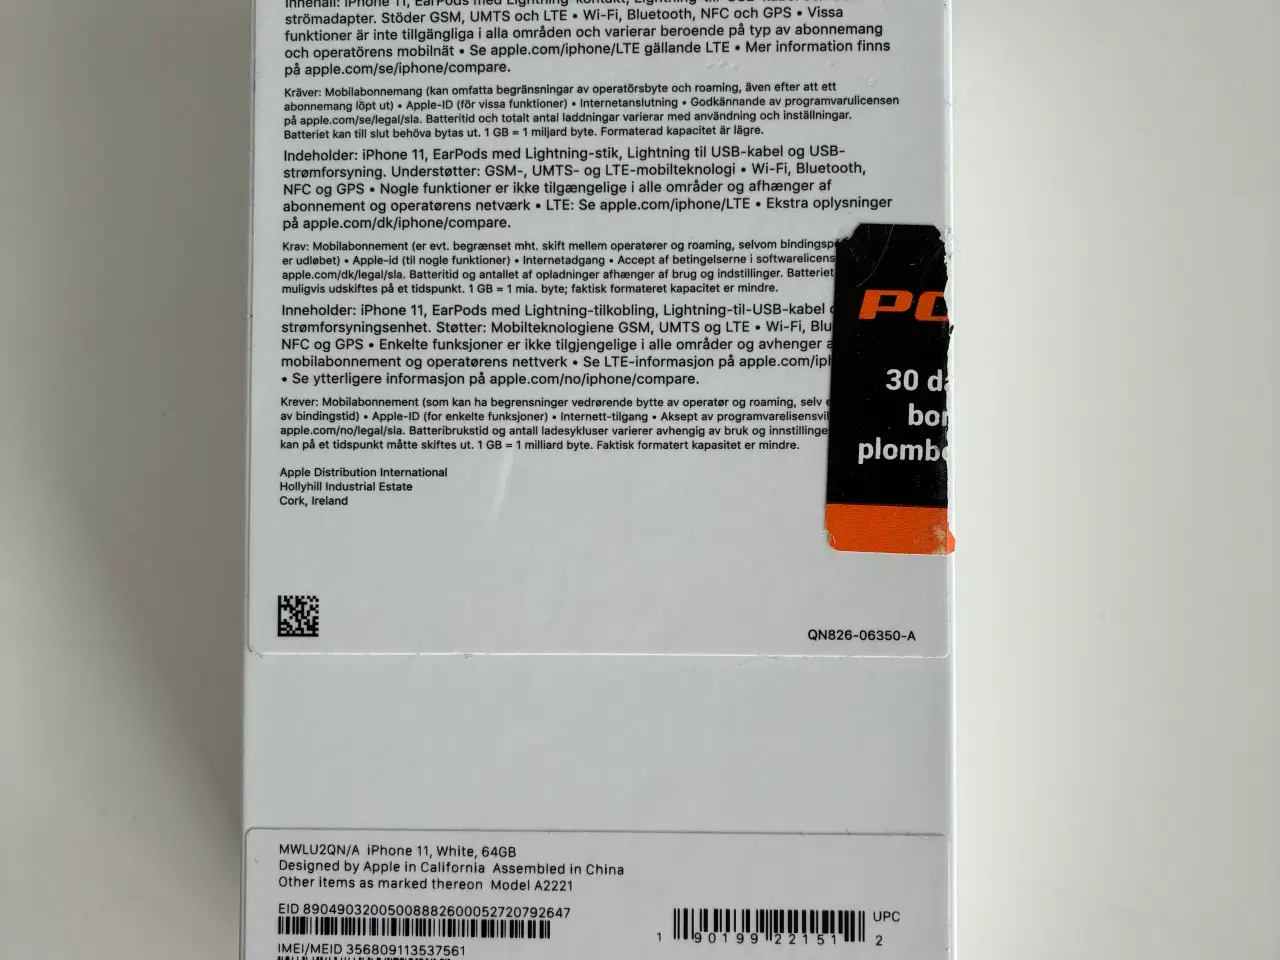 Innehåll: iPhone 11, EarPods med Lightning-kontakt, Lightning-till-USB-kabel och
strömadapter. Stöder GSM, UMTS och LTE • Wi-Fi, Bluetooth, NFC och GPS • Vissa
funktioner är inte tillgängliga i alla områden och varierar beroende på typ av abonnemang
och operatörens mobilnät • Se apple.com/iphone/LTE gällande LTE • Mer information finns
på apple.com/se/iphone/compare.
Kräver: Mobilabonnemang (kan omfatta begränsningar av operatörsbyte och roaming, även efter att ett
abonnemang löpt ut) • Apple-ID (för vissa funktioner) • Internetanslutning • Godkännande av programvarulicensen
på apple.com/se/legal/sla. Batteritid och totalt antal laddningar varierar med användning och inställningar.
Batteriet kan till slut behöva bytas ut. 1 GB = 1 miljard byte. Formaterad kapacitet är lägre.
Indeholder: iPhone 11, EarPods med Lightning-stik, Lightning til USB-kabel og USB-
strømforsyning. Understøtter: GSM-, UMTS- og LTE-mobilteknologi • Wi-Fi, Bluetooth,
NFC og GPS • Nogle funktioner er ikke tilgængelige i alle områder og afhænger af
abonnement og operatørens netværk • LTE: Se apple.com/iphone/LTE • Ekstra oplysninger
på apple.com/dk/iphone/compare.
Krav: Mobilabonnement (er evt. begrænset mht. skift mellem operatører og roaming, selvom bindingspe
er udløbet) • Apple-id (til nogle funktioner) • Internetadgang • Accept af betingelserne i softwarelicens
apple.com/dk/legal/sla. Batteritid og antallet af opladninger afhænger af brug og indstillinger. Batteriet
muligvis udskiftes på et tidspunkt. 1 GB = 1 mia. byte; faktisk formateret kapacitet er mindre.
Inneholder: iPhone 11, EarPods med Lightning-tilkobling, Lightning-til-USB-kabel
strømforsyningsenhet. Støtter: Mobilteknologiene GSM, UMTS og LTE • Wi-Fi, Blu
NFC og GPS • Enkelte funksjoner er ikke tilgjengelige i alle områder og avhenger a
mobilabonnement og operatørens nettverk • Se LTE-informasjon på apple.com/ipl
• Se ytterligere informasjon på apple.com/no/iphone/compare.
Krever: Mobilabonnement (som kan ha begrensninger vedrørende bytte av operatør og roaming, selv e
av bindingstid) • Apple-ID (for enkelte funksjoner) • Internett-tilgang • Aksept av programvarelisensvil
apple.com/no/legal/sla. Batteribrukstid og antall ladesykluser varierer avhengig av bruk og innstillinge
kan på et tidspunkt måtte skiftes ut. 1 GB = 1 milliard byte. Faktisk formatert kapasitet er mindre.
PO
30 da
bor
plombe
Apple Distribution International
Hollyhill Industrial Estate
Cork, Ireland
QN826-06350-A
MWLU2QN/A iPhone 11, White, 64GB
Designed by Apple in California Assembled in China
Other items as marked thereon Model A2221
EID 89049032005008882600052720792647
UPC
1 90199 22151 2
IMEI/MEID 356809113537561